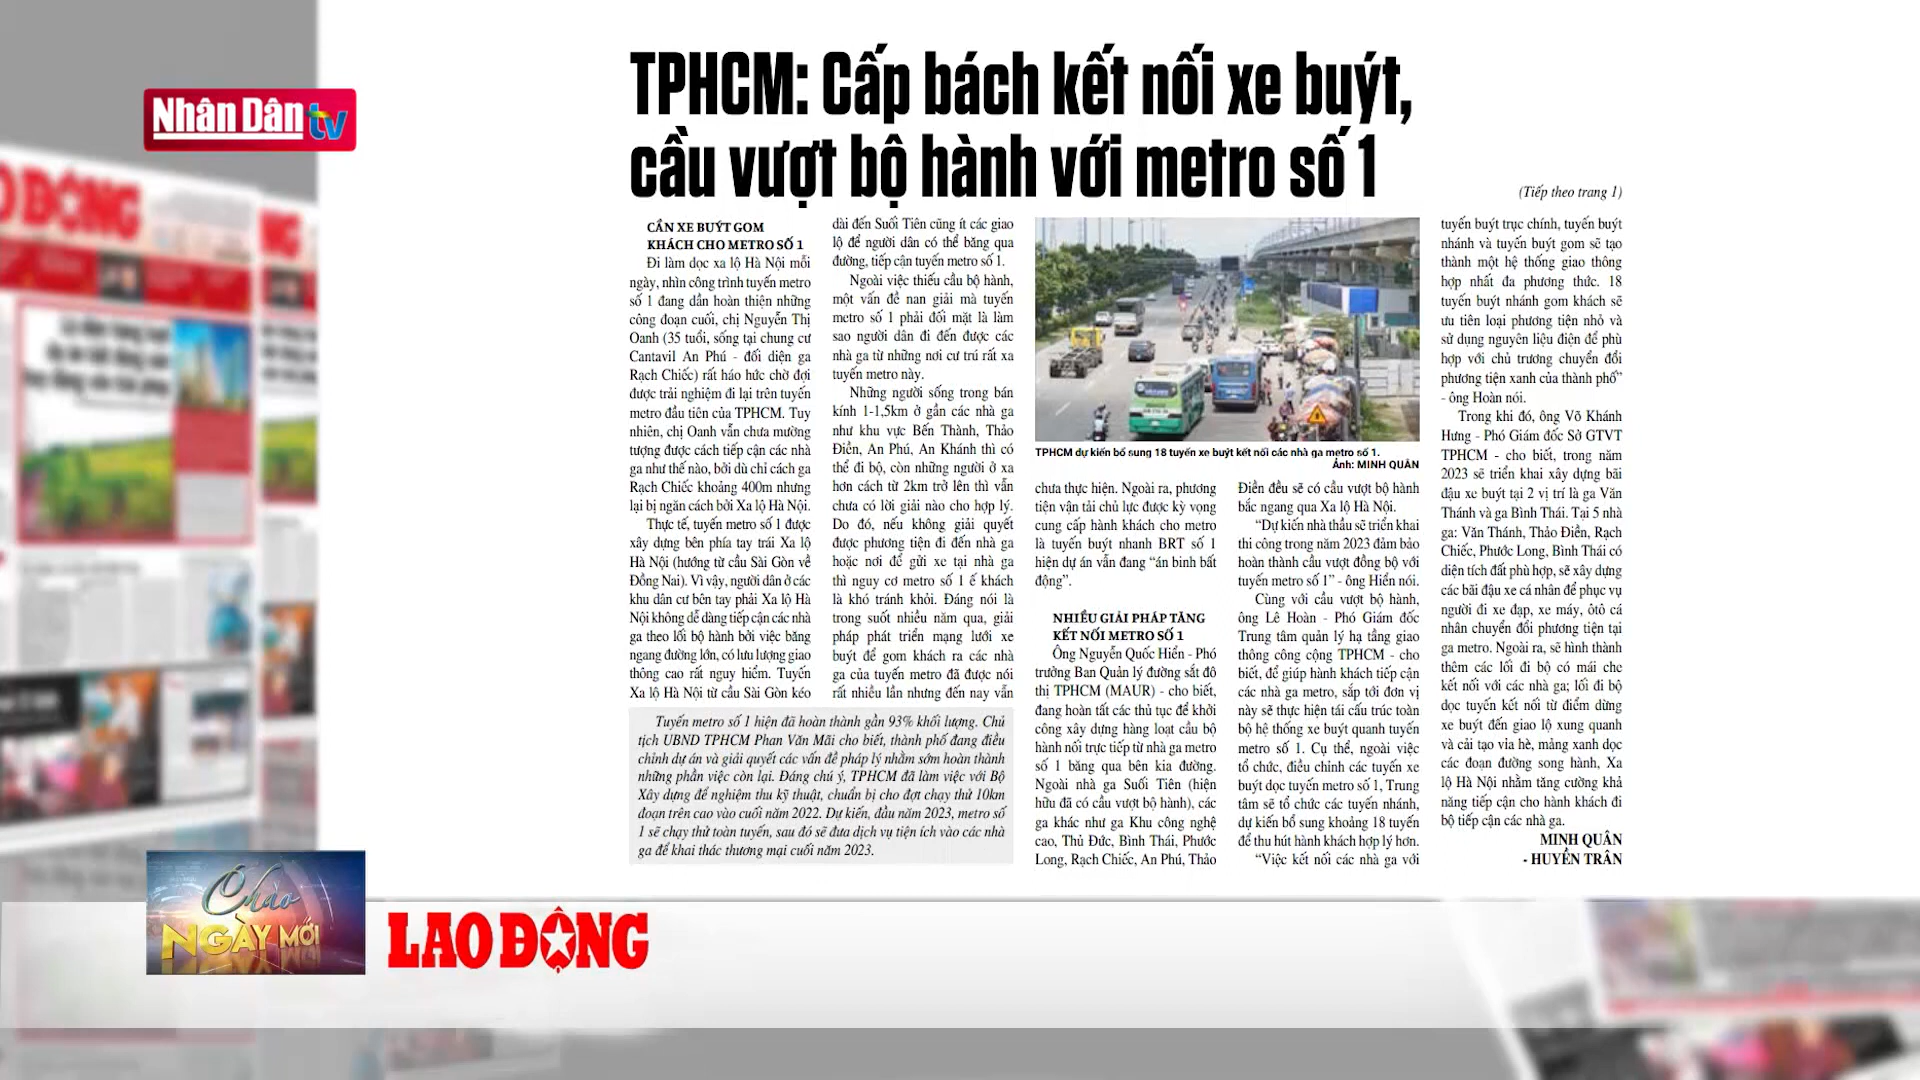 Nhân Dân tv
TPHCM: Cấp bách kết nối xe buýt,
cầu vượt bộ hành với metro số 1
(Tiếp theo trang 1)
CẦN XE BUÝT GOM
KHÁCH CHO METRO SỐ 1
Đi làm dọc xa lộ Hà Nội mỗi
ngày, nhìn công trình tuyến metro
số 1 đang dần hoàn thiện những
công đoạn cuối, chị Nguyễn Thị
Oanh (35 tuổi, sống tại chung cư
Cantavil An Phú - đối diện ga
Rạch Chiếc) rất háo hức chờ đợi
được trải nghiệm đi lại trên tuyến
metro đầu tiên của TPHCM. Tuy
nhiên, chị Oanh vẫn chưa mường
tượng được cách tiếp cận các nhà
ga như thế nào, bởi dù chỉ cách ga
Rạch Chiếc khoảng 400m nhưng
lại bị ngăn cách bởi Xa lộ Hà Nội.
Thực tế, tuyến metro số 1 được
xây dựng bên phía tay trái Xa lộ
Hà Nội (hướng từ cầu Sài Gòn về
Đồng Nai). Vì vậy, người dân ở các
khu dân cư bên tay phải Xa lộ Hà
Nội không dễ dàng tiếp cận các nhà
ga theo lối bộ hành bởi việc băng
ngang đường lớn, có lưu lượng giao
thông cao rất nguy hiểm. Tuyến
Xa lộ Hà Nội từ cầu Sài Gòn kéo
dài đến Suối Tiên cũng ít các giao
lộ để người dân có thể băng qua
đường, tiếp cận tuyến metro số 1.
Ngoài việc thiếu cầu bộ hành,
một vấn đề nan giải mà tuyến
metro số 1 phải đối mặt là làm
sao người dân đi đến được các
nhà ga từ những nơi cư trú rất xa
tuyến metro này.
Những người sống trong bán
kính 1-1,5km ở gần các nhà ga
như khu vực Bến Thành, Thảo
Điền, An Phú, An Khánh thì có
thể đi bộ, còn những người ở xa
hơn cách từ 2km trở lên thì vẫn
chưa có lời giải nào cho hợp lý.
Do đó, nếu không giải quyết
được phương tiện đi đến nhà ga
hoặc nơi để gửi xe tại nhà ga
thì nguy cơ metro số 1 ế khách
là khó tránh khỏi. Đáng nói là
trong suốt nhiều năm qua, giải
pháp phát triển mạng lưới xe
buýt để gom khách ra các nhà
ga của tuyến metro đã được nói
rất nhiều lần nhưng đến nay vẫn
Tuyến metro số 1 hiện đã hoàn thành gần 93% khối lượng. Chủ
tịch UBND TPHCM Phan Văn Mãi cho biết, thành phố đang điều
chỉnh dự án và giải quyết các vấn đề pháp lý nhằm sớm hoàn thành
những phần việc còn lại. Đáng chú ý, TPHCM đã làm việc với Bộ
Xây dựng để nghiệm thu kỹ thuật, chuẩn bị cho đợt chạy thử 10km
đoạn trên cao vào cuối năm 2022. Dự kiến, đầu năm 2023, metro số
1 sẽ chạy thử toàn tuyến, sau đó sẽ đưa dịch vụ tiện ích vào các nhà
ga để khai thác thương mại cuối năm 2023.
TPHCM dự kiến bổ sung 18 tuyến xe buýt kết nối các nhà ga metro số 1.
Ảnh: MINH QUÂN
chưa thực hiện. Ngoài ra, phương
tiện vận tải chủ lực được kỳ vọng
cung cấp hành khách cho metro
là tuyến buýt nhanh BRT số 1
hiện dự án vẫn đang “án binh bất
động”.
NHIỀU GIẢI PHÁP TĂNG
KẾT NỐI METRO SỐ 1
Ông Nguyễn Quốc Hiển - Phó
trưởng Ban Quản lý đường sắt đô
thị TPHCM (MAUR) - cho biết,
đang hoàn tất các thủ tục để khởi
công xây dựng hàng loạt cầu bộ
hành nối trực tiếp từ nhà ga metro
số 1 băng qua bên kia đường.
Ngoài nhà ga Suối Tiên (hiện
hữu đã có cầu vượt bộ hành), các
ga khác như ga Khu công nghệ
cao, Thủ Đức, Bình Thái, Phước
Long, Rạch Chiếc, An Phú, Thảo
Điền đều sẽ có cầu vượt bộ hành
bắc ngang qua Xa lộ Hà Nội.
“Dự kiến nhà thầu sẽ triển khai
thi công trong năm 2023 đảm bảo
hoàn thành cầu vượt đồng bộ với
tuyến metro số 1” - ông Hiển nói.
Cùng với cầu vượt bộ hành,
ông Lê Hoàn - Phó Giám đốc
Trung tâm quản lý hạ tầng giao
thông công cộng TPHCM - cho
biết, để giúp hành khách tiếp cận
các nhà ga metro, sắp tới đơn vị
này sẽ thực hiện tái cấu trúc toàn
bộ hệ thống xe buýt quanh tuyến
metro số 1. Cụ thể, ngoài việc
tổ chức, điều chỉnh các tuyến xe
buýt dọc tuyến metro số 1, Trung
tâm sẽ tổ chức các tuyến nhánh,
dự kiến bổ sung khoảng 18 tuyến
để thu hút hành khách hợp lý hơn.
“Việc kết nối các nhà ga với
tuyến buýt trục chính, tuyến buýt
nhánh và tuyến buýt gom sẽ tạo
thành một hệ thống giao thông
hợp nhất đa phương thức. 18
tuyến buýt nhánh gom khách sẽ
ưu tiên loại phương tiện nhỏ và
sử dụng nguyên liệu điện để phù
hợp với chủ trương chuyển đổi
phương tiện xanh của thành phố”
- ông Hoàn nói.
Trong khi đó, ông Võ Khánh
Hưng - Phó Giám đốc Sở GTVT
TPHCM - cho biết, trong năm
2023 sẽ triển khai xây dựng bãi
đậu xe buýt tại 2 vị trí là ga Văn
Thánh và ga Bình Thái. Tại 5 nhà
ga: Văn Thánh, Thảo Điền, Rạch
Chiếc, Phước Long, Bình Thái có
diện tích đất phù hợp, sẽ xây dựng
các bãi đậu xe cá nhân để phục vụ
người đi xe đạp, xe máy, ôtô cá
nhân chuyển đổi phương tiện tại
ga metro. Ngoài ra, sẽ hình thành
thêm các lối đi bộ có mái che
kết nối với các nhà ga; lối đi bộ
dọc tuyến kết nối từ điểm dừng
xe buýt đến giao lộ xung quanh
và cải tạo vỉa hè, mảng xanh dọc
các đoạn đường song hành, Xa
lộ Hà Nội nhằm tăng cường khả
năng tiếp cận cho hành khách đi
bộ tiếp cận các nhà ga.
MINH QUÂN
- HUYỀN TRÂN
Chào
NGÀY MỚI
LAO ĐỘNG